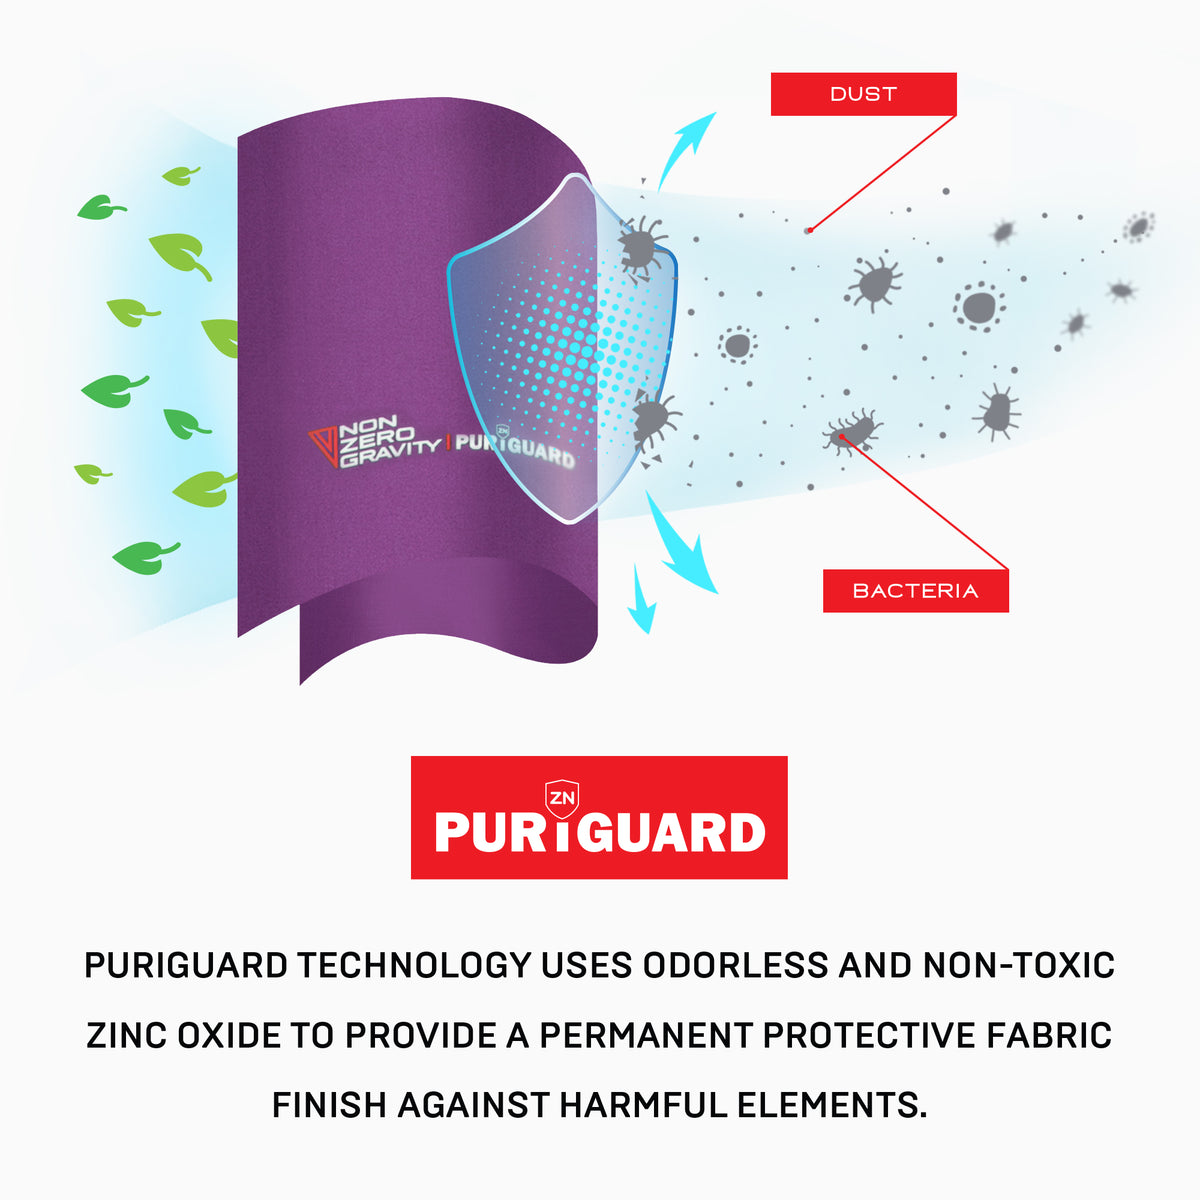 DUST
NON
ZERO
GRAVITY | PURIGUARD
ZN
BACTERIA
ZN
PURiGUARD
PURIGUARD TECHNOLOGY USES ODORLESS AND NON-TOXIC
ZINC OXIDE TO PROVIDE A PERMANENT PROTECTIVE FABRIC
FINISH AGAINST HARMFUL ELEMENTS.